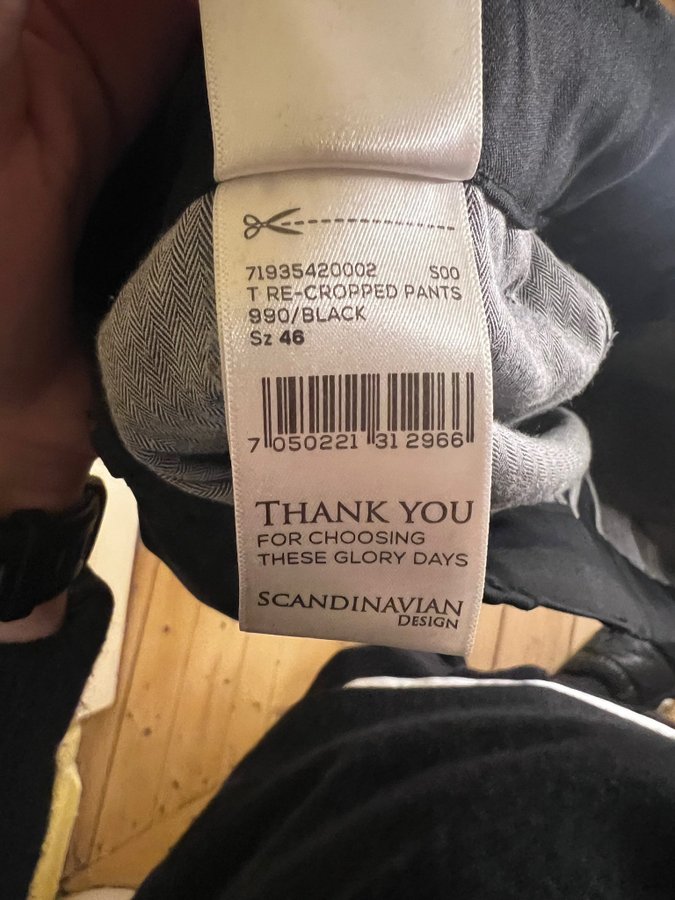 71935420002 S00
T RE-CROPPED PANTS
990/BLACK
Sz 46
7 050221 312966
THANK YOU
FOR CHOOSING
THESE GLORY DAYS
SCANDINAVIAN
DESIGN